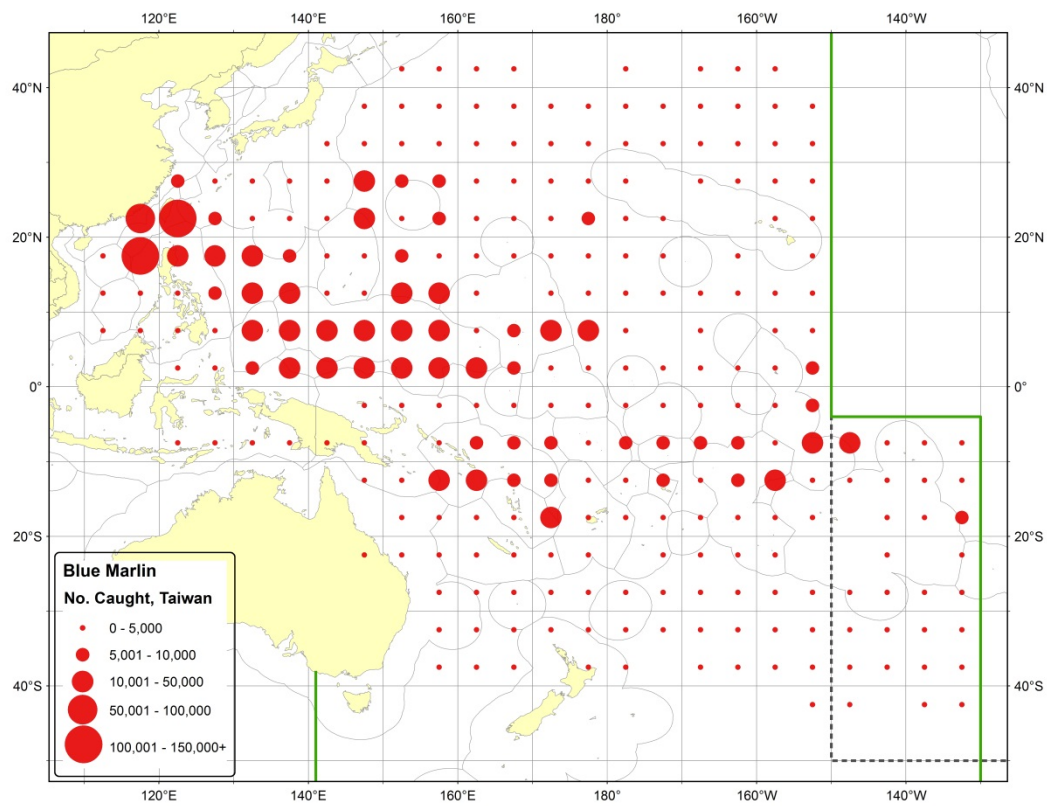 120°E 140°E 160°E 180° 160°W 140°W
40°N 40°N
20°N 20°N
0° 0°
20°S 20°S
40°S 40°S
Blue Marlin
No. Caught, Taiwan
0 - 5,000
5,001 - 10,000
10,001 - 50,000
50,001 - 100,000
100,001 - 150,000+
120°E 140°E 160°E 180° 160°W 140°W